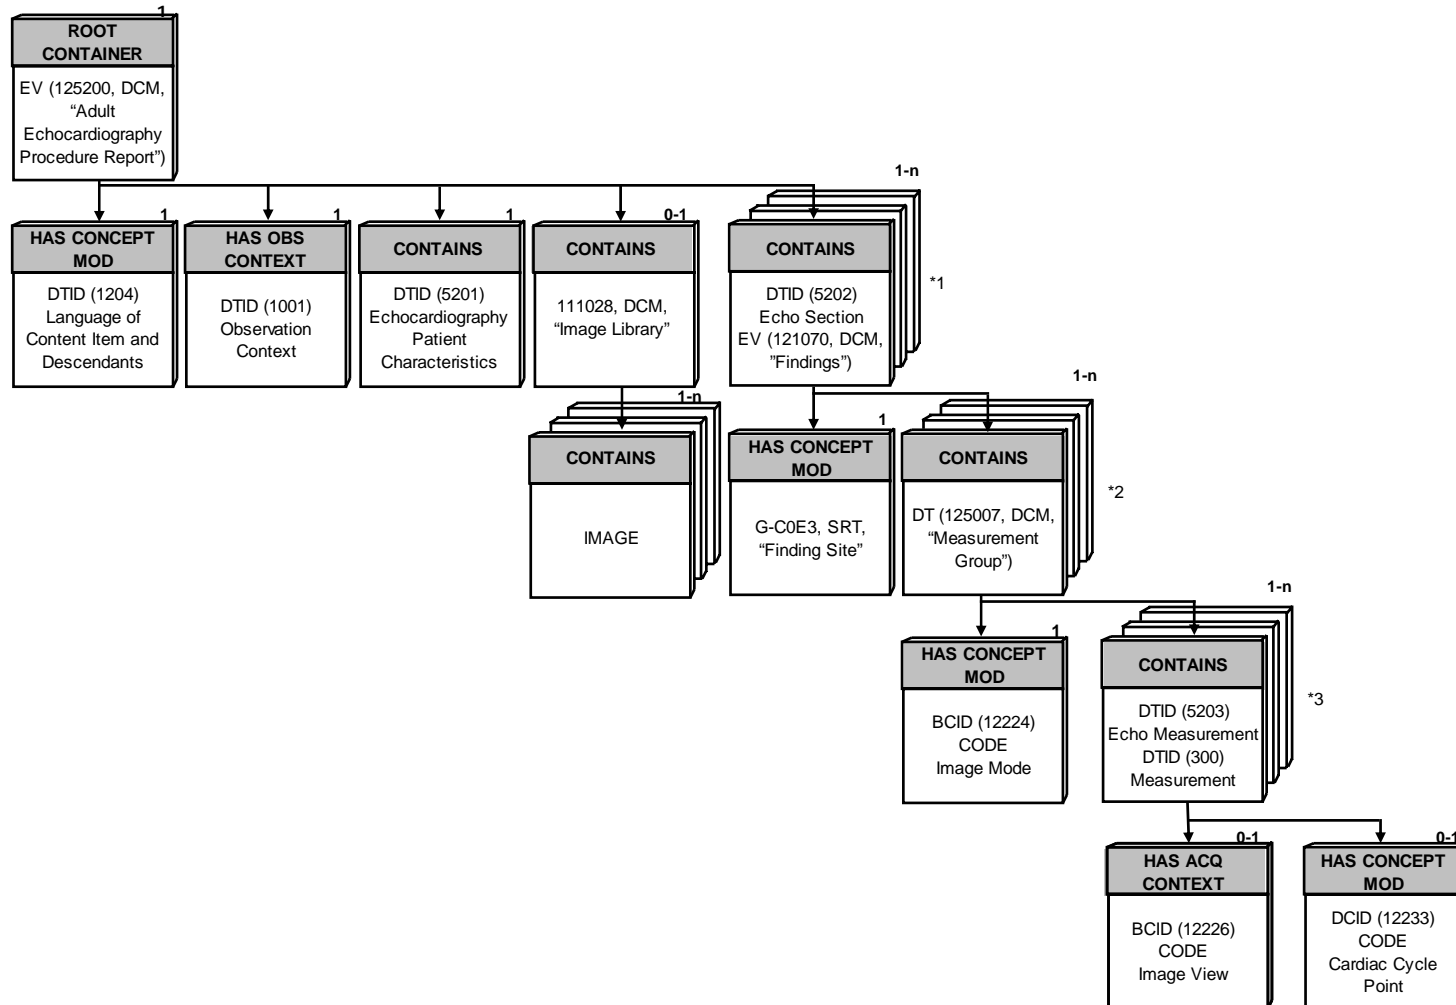 1
ROOT
CONTAINER
EV (125200, DCM,
“Adult
Echocardiography
Procedure Report”)
1
HAS CONCEPT
MOD
DTID (1204)
Language of
Content Item and
Descendants
1
HAS OBS
CONTEXT
DTID (1001)
Observation
Context
1
CONTAINS
DTID (5201)
Echocardiography
Patient
Characteristics
0-1
CONTAINS
111028, DCM,
“Image Library”
1-n
CONTAINS
DTID (5202)
Echo Section
EV (121070, DCM,
”Findings”)
*1
1-n
CONTAINS
IMAGE
1
HAS CONCEPT
MOD
G-C0E3, SRT,
“Finding Site”
1-n
CONTAINS
DT (125007, DCM,
“Measurement
Group”)
*2
1
HAS CONCEPT
MOD
BCID (12224)
CODE
Image Mode
1-n
CONTAINS
DTID (5203)
Echo Measurement
DTID (300)
Measurement
*3
0-1
HAS ACQ
CONTEXT
BCID (12226)
CODE
Image View
0-1
HAS CONCEPT
MOD
DCID (12233)
CODE
Cardiac Cycle
Point